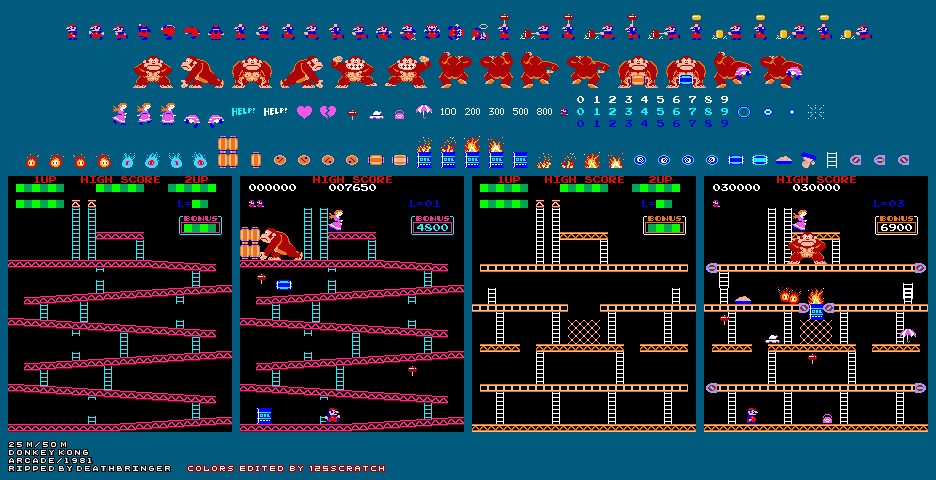 HELP! HELP! 100 200 300 500 800 0 1 2 3 4 5 6 7 8 9
0 1 2 3 4 5 6 7 8 9
0 1 2 3 4 5 6 7 8 9
1UP HIGH SCORE 2UP
L=
BONUS
HIGH SCORE
000000 007650
L=01
BONUS
4800
1UP HIGH SCORE 2UP
L=
BONUS
HIGH SCORE
030000 030000
L=03
BONUS
6900
25M/50M
DONKEY KONG
ARCADE/1981
RIPPED BY DEATHBRINGER COLORS EDITED BY 125SCRATCH